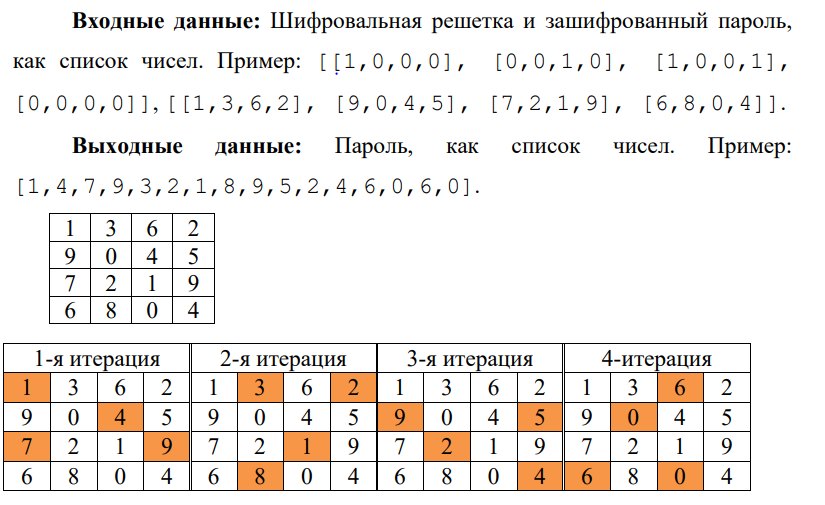 Входные данные: Шифровальная решетка и зашифрованный пароль,
как список чисел. Пример: [[1,0,0,0], [0,0,1,0], [1,0,0,1],
[0,0,0,0]], [[1,3,6,2], [9,0,4,5], [7,2,1,9], [6,8,0,4]].
Выходные данные: Пароль, как список чисел. Пример:
[1,4,7,9,3,2,1,8,9,5,2,4,6,0,6,0].
1 3 6 2
9 0 4 5
7 2 1 9
6 8 0 4
1-я итерация 2-я итерация 3-я итерация 4-итерация
1 3 6 2 1 3 6 2 1 3 6 2 1 3 6 2
9 0 4 5 9 0 4 5 9 0 4 5 9 0 4 5
7 2 1 9 7 2 1 9 7 2 1 9 7 2 1 9
6 8 0 4 6 8 0 4 6 8 0 4 6 8 0 4